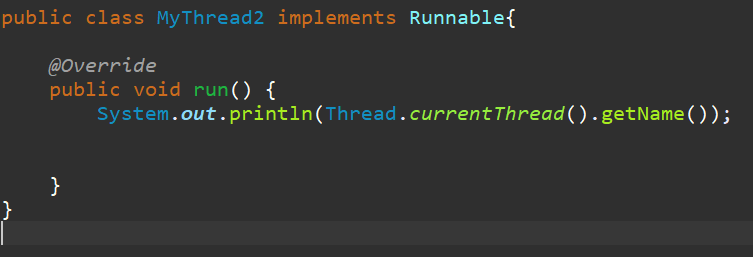 public class MyThread2 implements Runnable{
@Override
public void run() {
System.out.println(Thread.currentThread().getName());
}
}